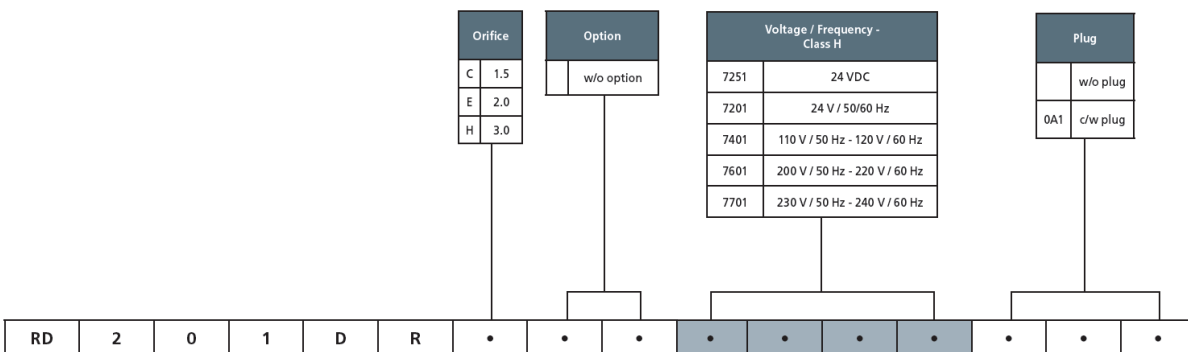 Orifice
C 1.5
E 2.0
H 3.0
Option
w/o option
Voltage / Frequency -
Class H
7251 24 VDC
7201 24 V / 50/60 Hz
7401 110 V / 50 Hz - 120 V / 60 Hz
7601 200 V / 50 Hz - 220 V / 60 Hz
7701 230 V / 50 Hz - 240 V / 60 Hz
Plug
w/o plug
0A1 c/w plug
RD 2 0 1 D R • • • • • • • • • •